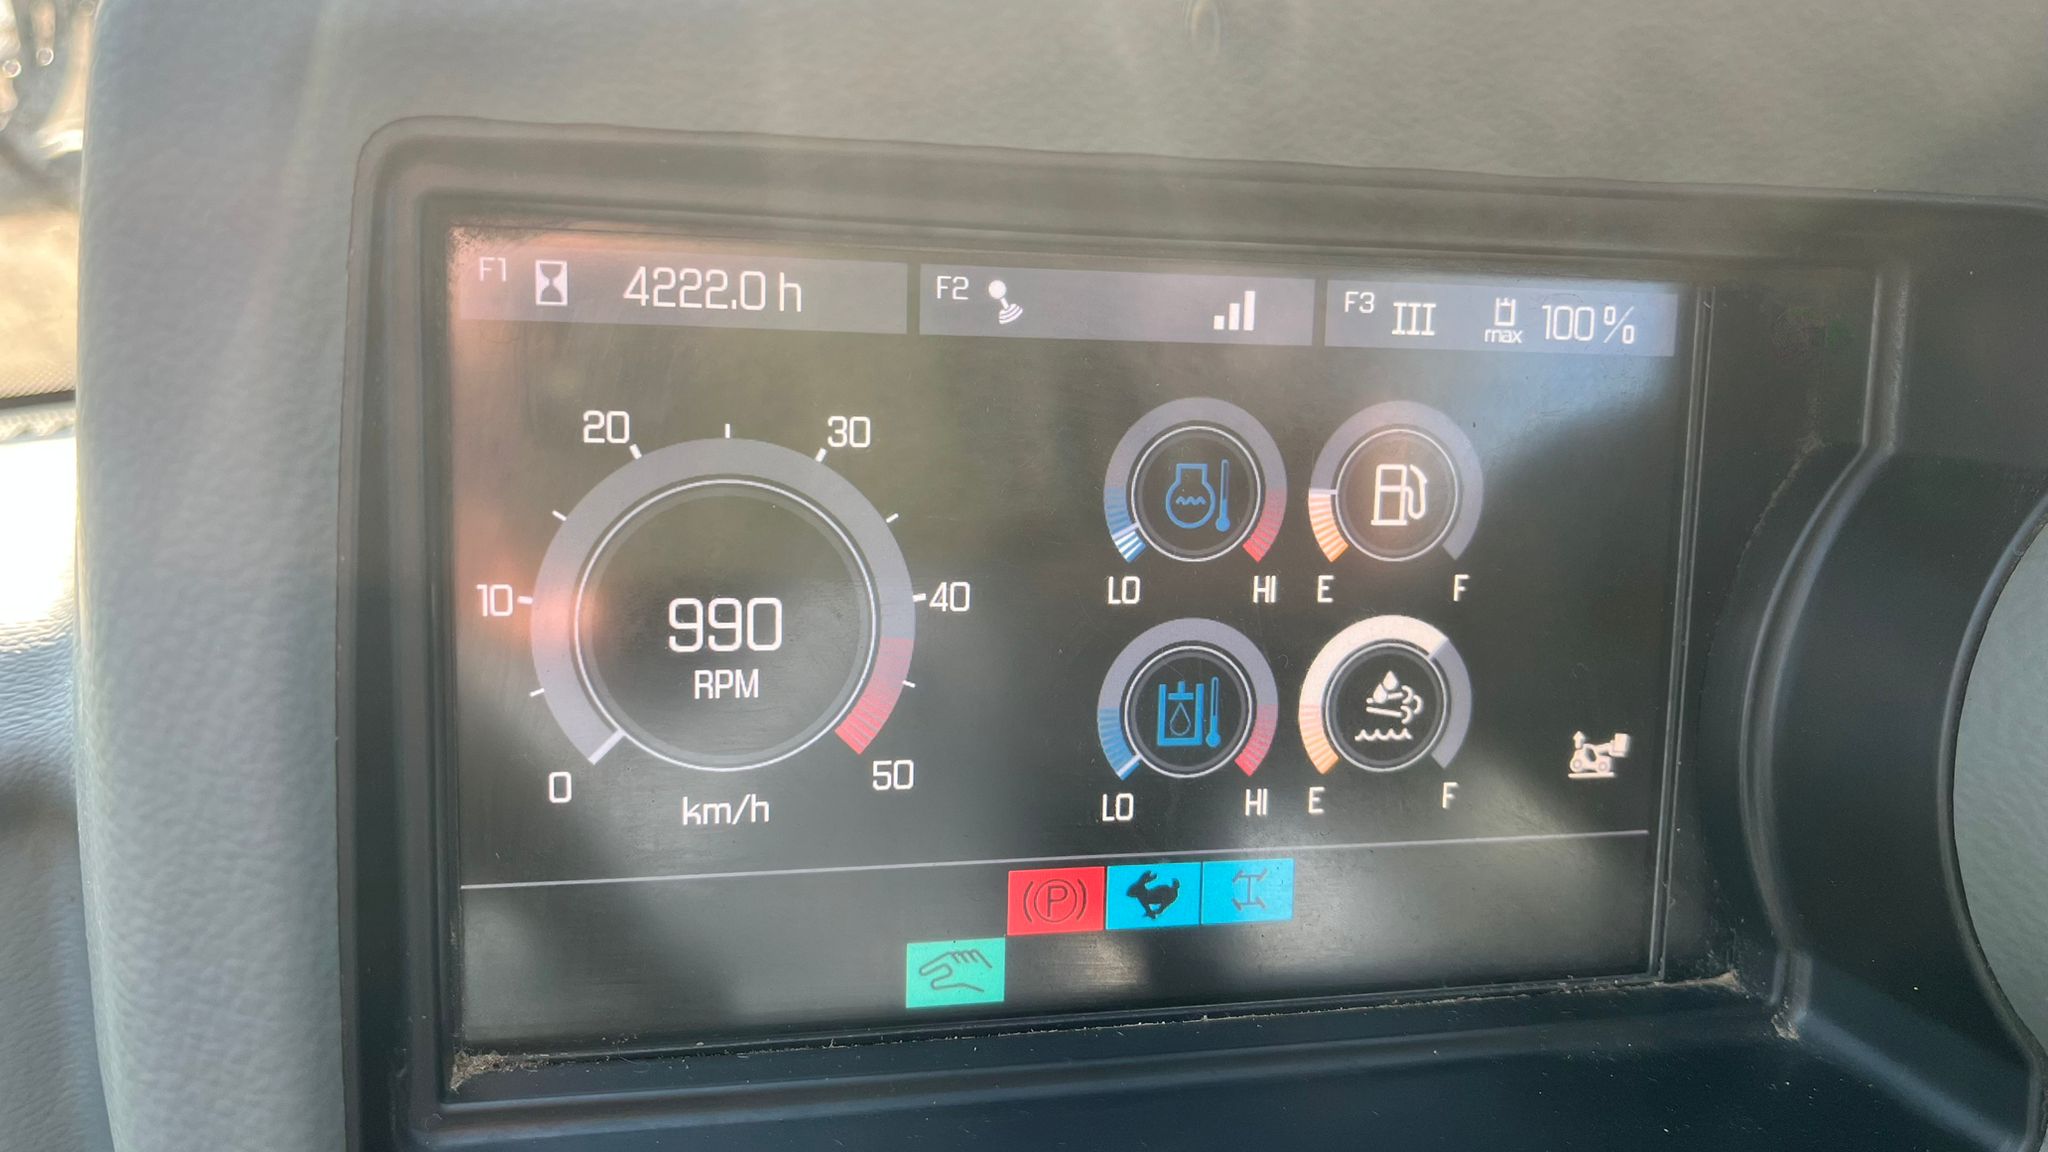 F1 4222.0 h
F2
F3 III max 100 %
20
30
10
40
990
RPM
0
50
km/h
LO HI
E F
LO HI
E F
(P)